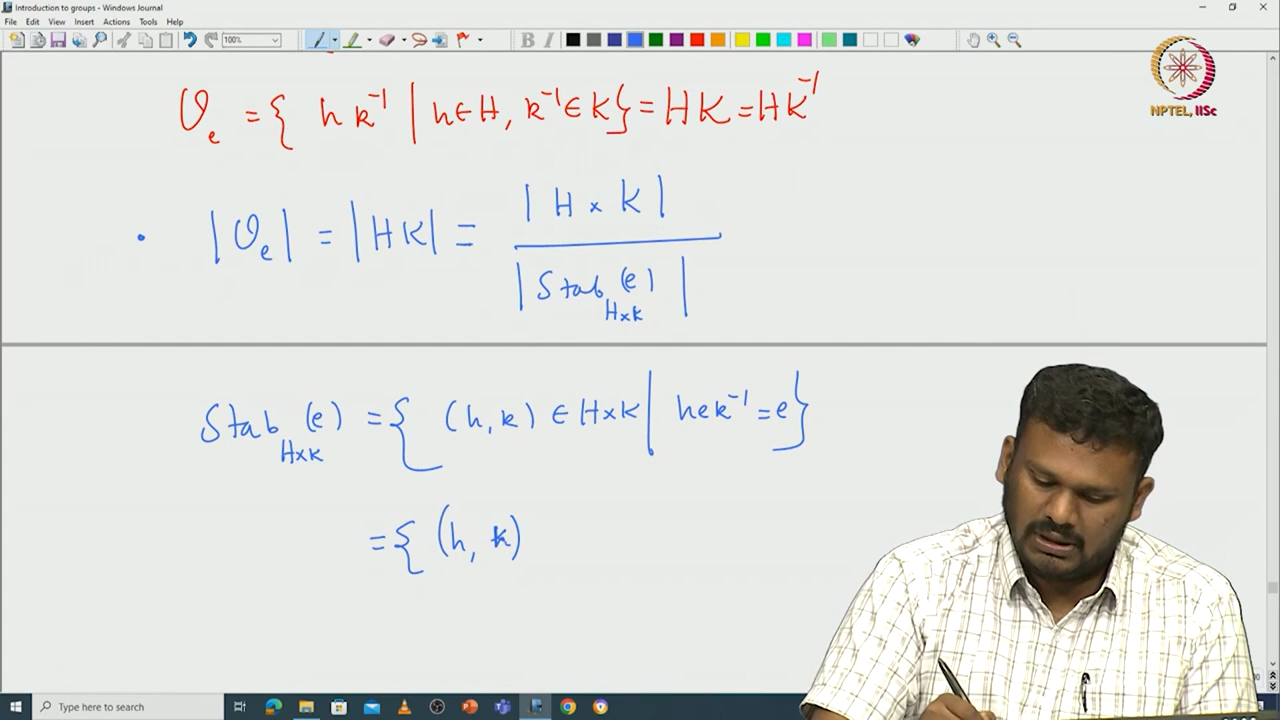 Introduction to groups - Windows Journal
File Edit View Insert Actions Tools Help
100%
B I
NPTEL, IISc
O_e = { h k^{-1} | h ∈ H, k^{-1} ∈ K } = HK = HK^{-1}
• |O_e| = |HK| = |H × K| / |Stab_{H×K}(e)|
Stab_{H×K}(e) = { (h, k) ∈ H×K | h e k^{-1} = e }
= { (h, k)
Type here to search